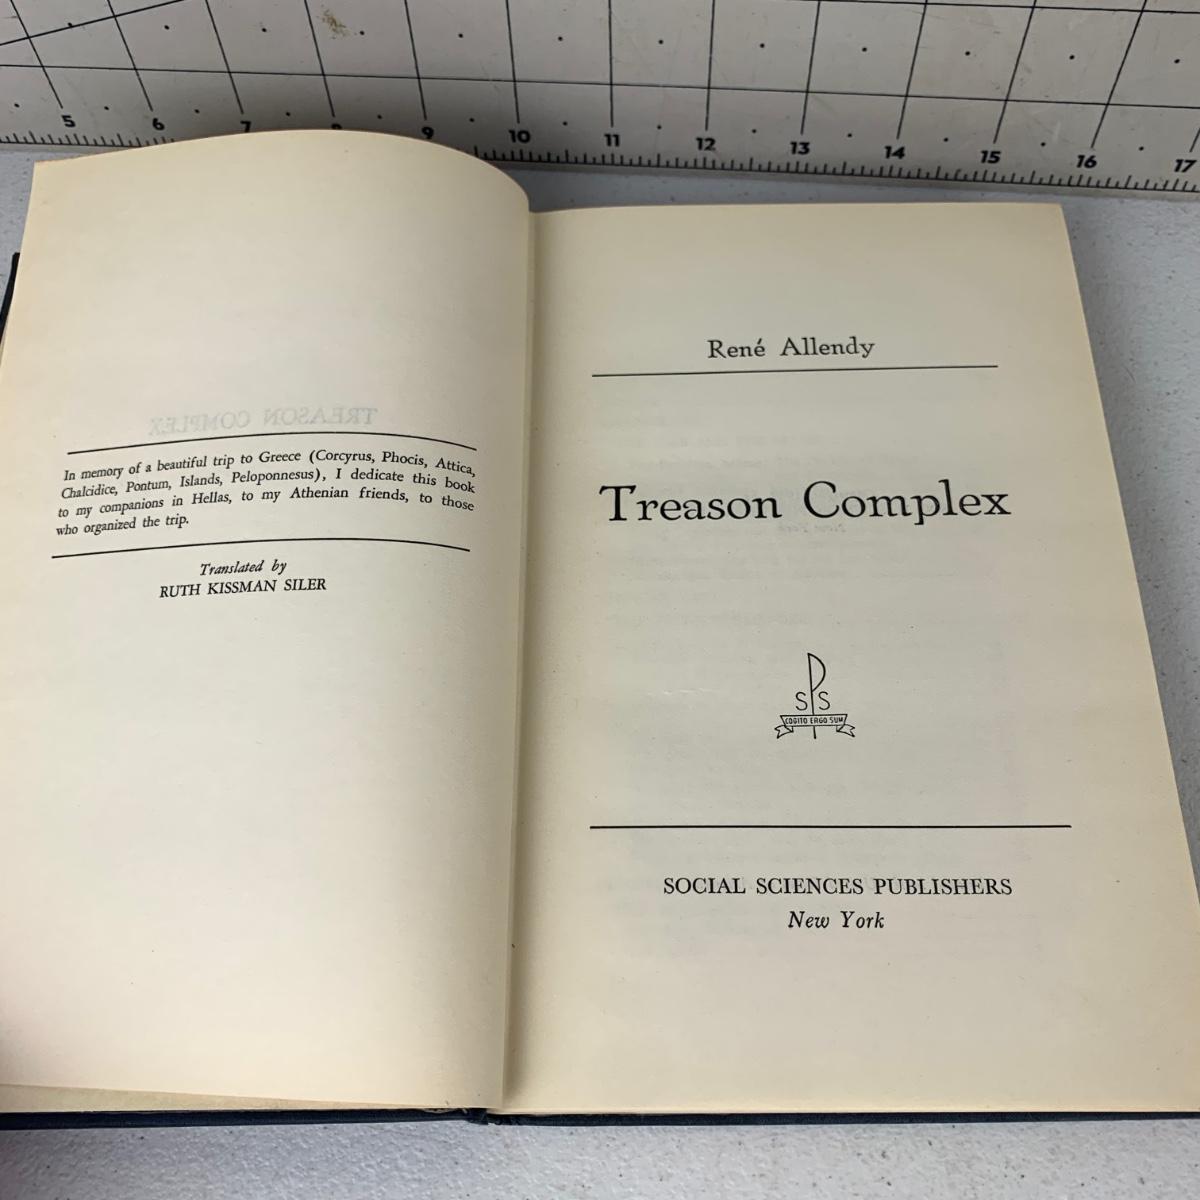 5 6 7 8 9 10 11 12 13 14 15 16 17
TREASON COMPLEX
In memory of a beautiful trip to Greece (Corcyrus, Phocis, Attica,
Chalcidice, Pontum, Islands, Peloponnesus), I dedicate this book
to my companions in Hellas, to my Athenian friends, to those
who organized the trip.
Translated by
RUTH KISSMAN SILER
René Allendy
Treason Complex
SPS
COGITO ERGO SUM
SOCIAL SCIENCES PUBLISHERS
New York